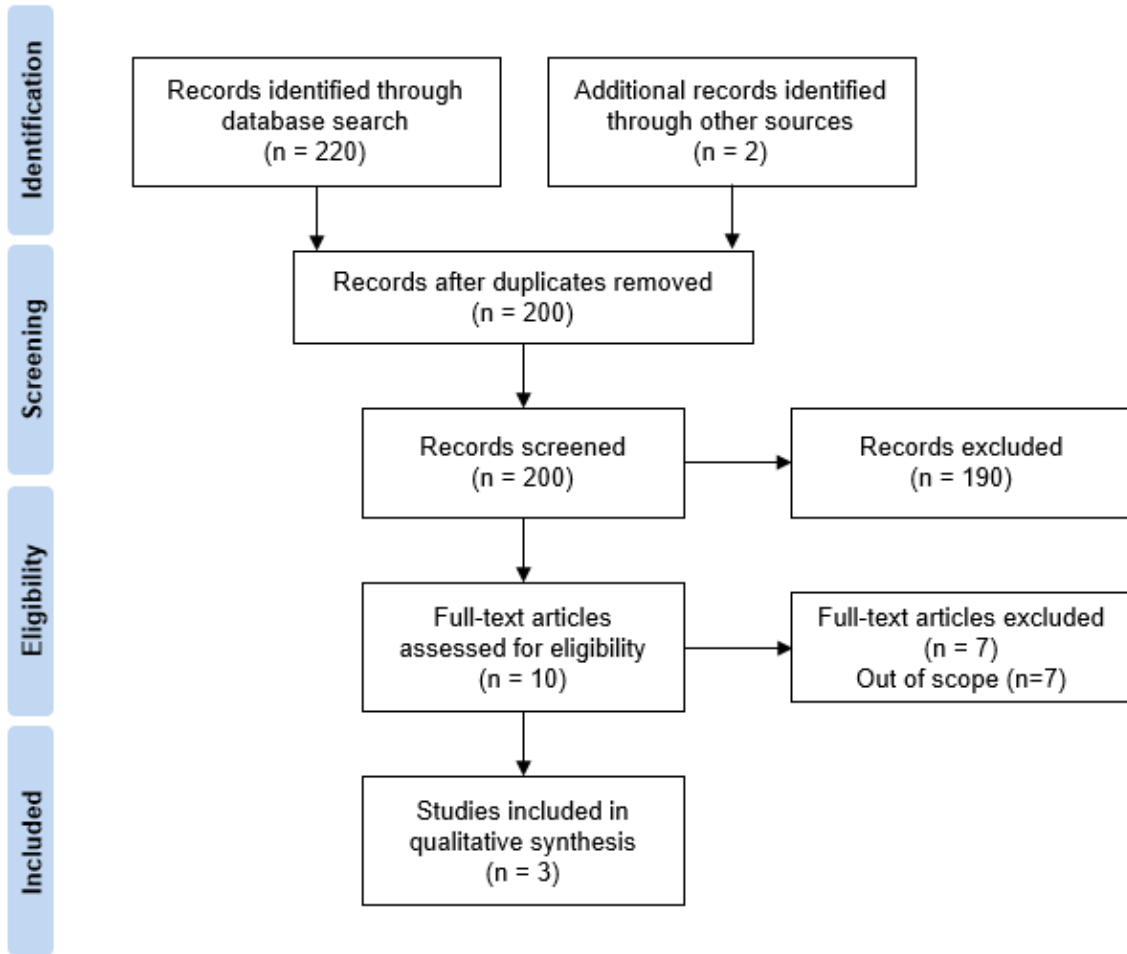 Identification
Records identified through
database search
(n = 220)
Additional records identified
through other sources
(n = 2)
Screening
Records after duplicates removed
(n = 200)
Records screened
(n = 200)
Records excluded
(n = 190)
Eligibility
Full-text articles
assessed for eligibility
(n = 10)
Full-text articles excluded
(n = 7)
Out of scope (n=7)
Included
Studies included in
qualitative synthesis
(n = 3)